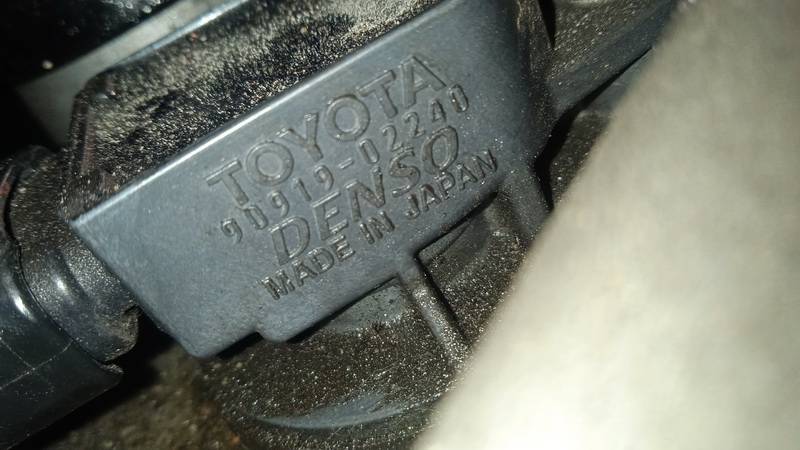 TOYOTA
90919-02240
DENSO
MADE IN JAPAN